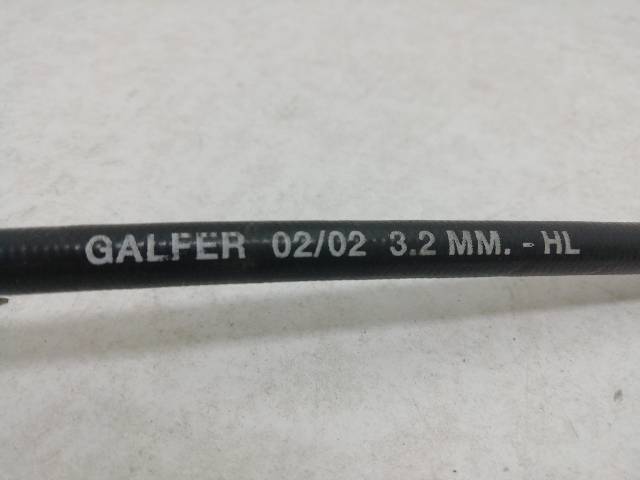 GALFER 02/02 3.2 MM. - HL